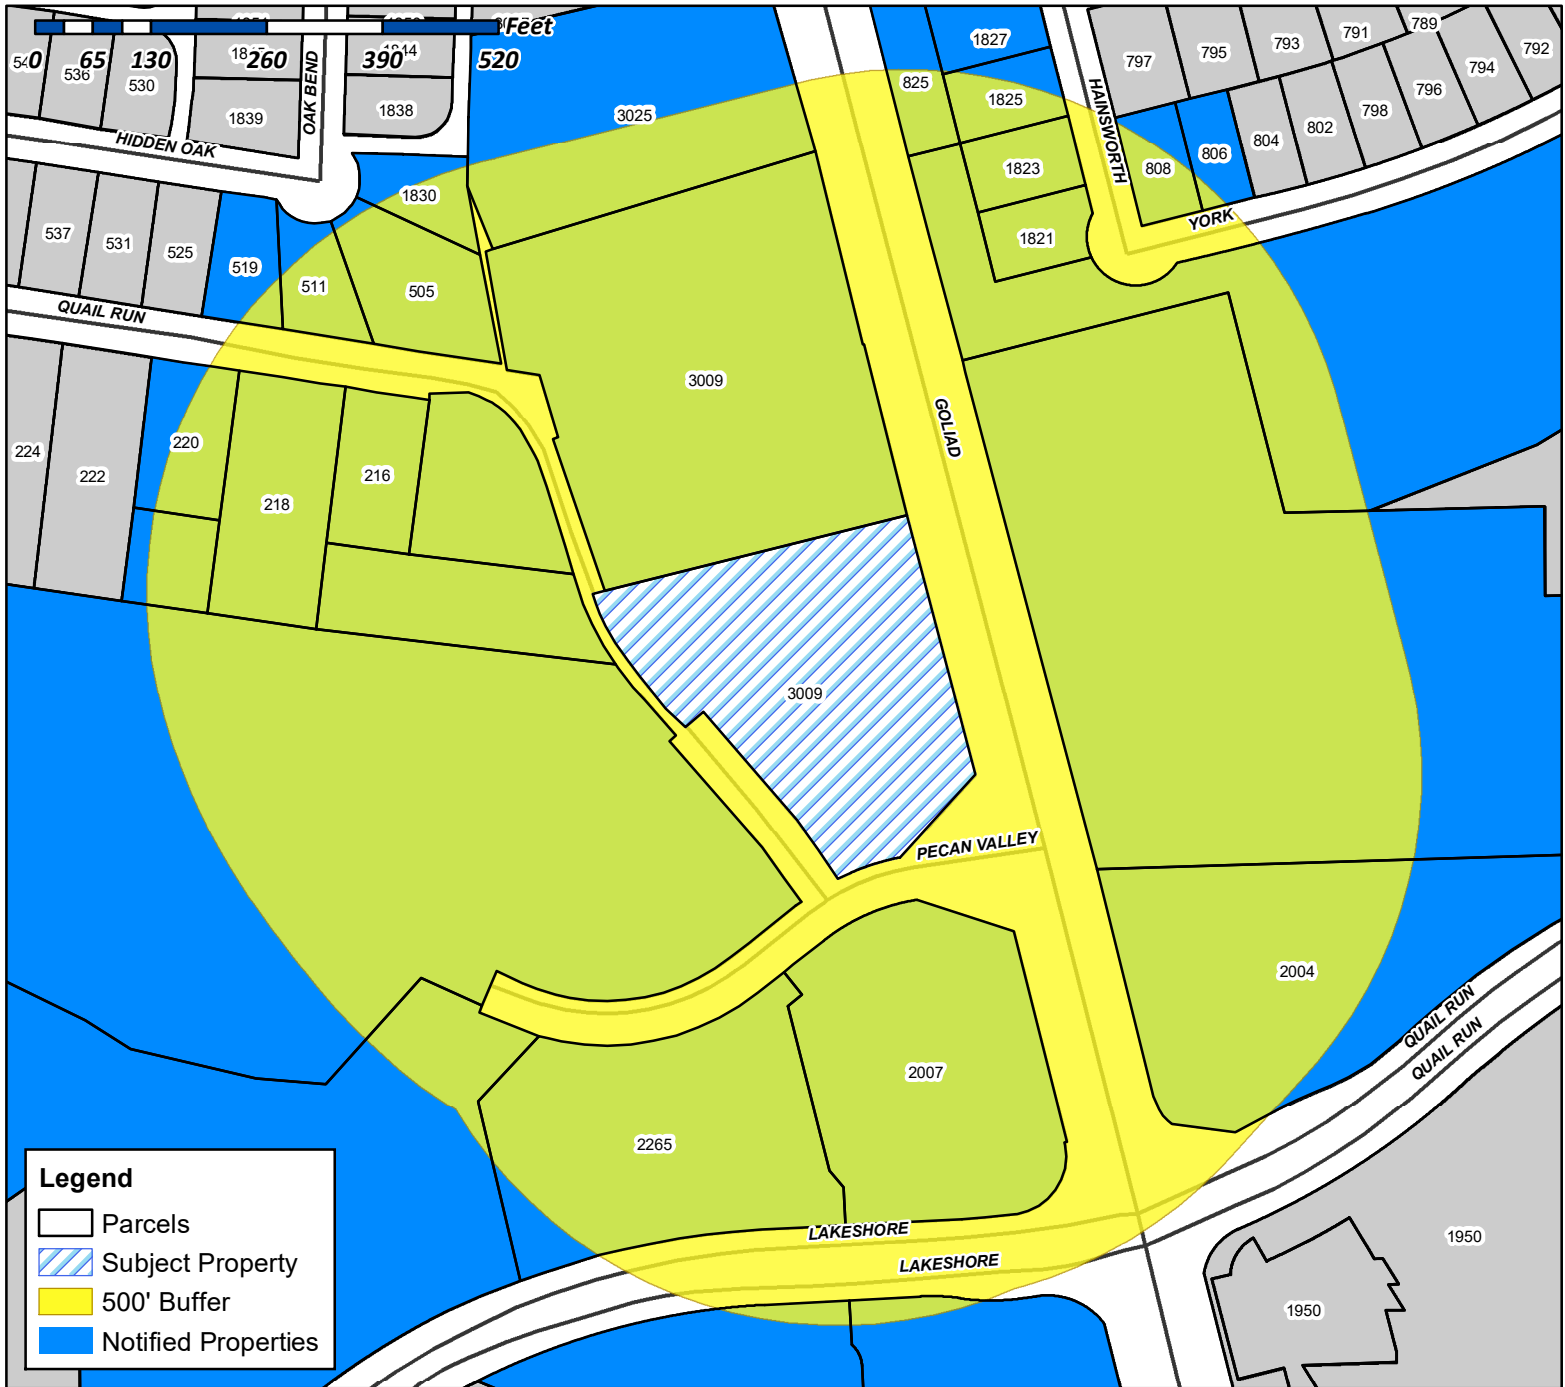 Feet
0 65 130 260 390 520
536
530
1839
1838
OAK BEND
HIDDEN OAK
3025
825
1827
1825
1823
1821
HAINSWORTH
797
795
793
791
789
792
794
796
798
802
804
806
808
YORK
1830
537
531
525
519
511
505
QUAIL RUN
3009
GOLIAD
224
222
220
218
216
3009
PECAN VALLEY
2004
QUAIL RUN
QUAIL RUN
2007
2265
LAKESHORE
LAKESHORE
1950
1950
Legend
Parcels
Subject Property
500' Buffer
Notified Properties